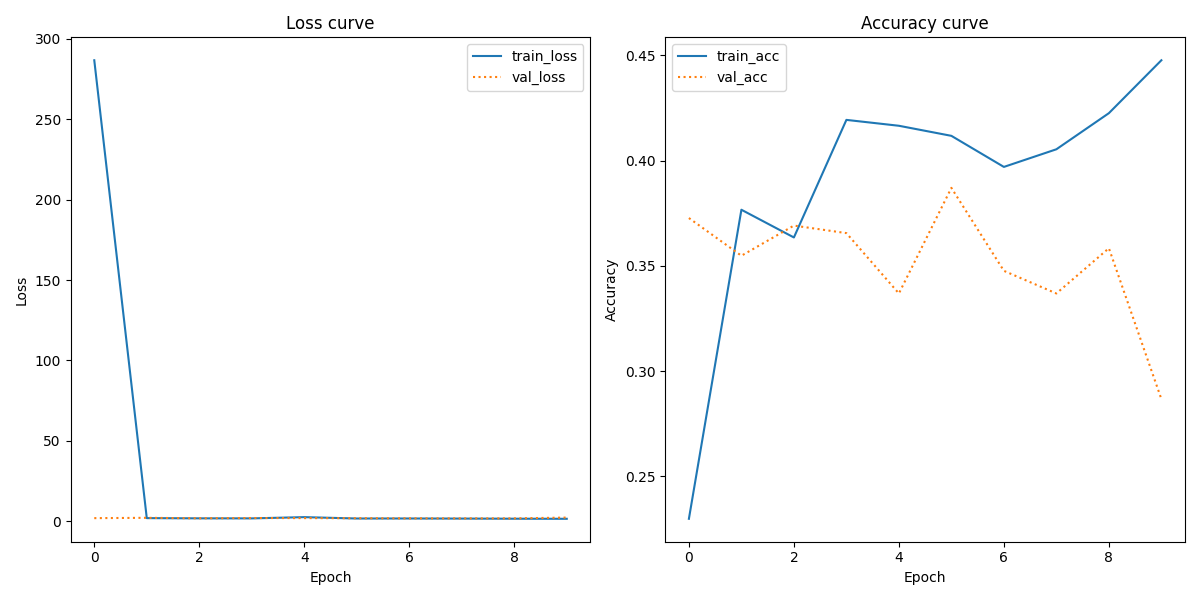 Loss curve
300
250
200
150
100
50
0
Loss
train_loss
val_loss
0 2 4 6 8
Epoch
Accuracy curve
0.45
0.40
0.35
0.30
0.25
Accuracy
train_acc
val_acc
0 2 4 6 8
Epoch